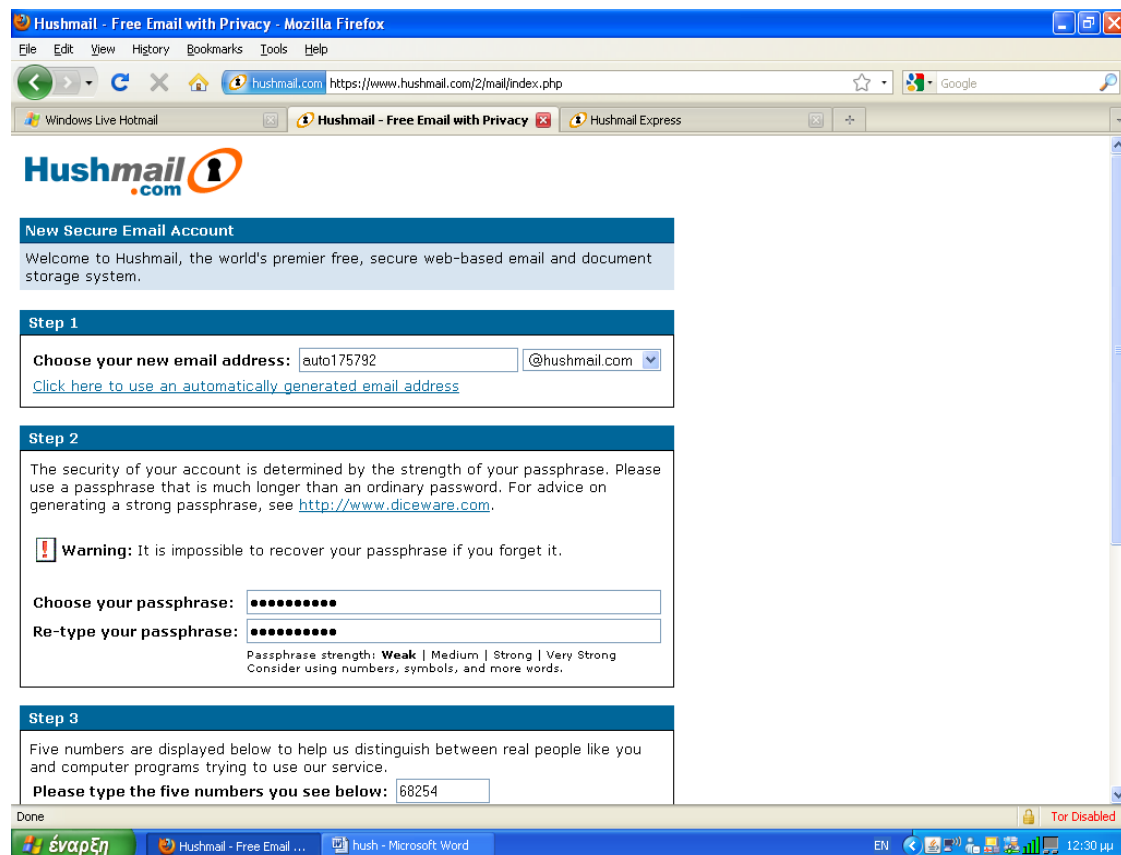 Hushmail - Free Email with Privacy - Mozilla Firefox
File Edit View History Bookmarks Tools Help
hushmail.com https://www.hushmail.com/2/mail/index.php Google
Windows Live Hotmail Hushmail - Free Email with Privacy Hushmail Express
Hushmail
.com
New Secure Email Account
Welcome to Hushmail, the world's premier free, secure web-based email and document
storage system.
Step 1
Choose your new email address: auto175792 @hushmail.com
Click here to use an automatically generated email address
Step 2
The security of your account is determined by the strength of your passphrase. Please
use a passphrase that is much longer than an ordinary password. For advice on
generating a strong passphrase, see http://www.diceware.com.
! Warning: It is impossible to recover your passphrase if you forget it.
Choose your passphrase: ●●●●●●●●●●
Re-type your passphrase: ●●●●●●●●●●
Passphrase strength: Weak | Medium | Strong | Very Strong
Consider using numbers, symbols, and more words.
Step 3
Five numbers are displayed below to help us distinguish between real people like you
and computer programs trying to use our service.
Please type the five numbers you see below: 68254
Done Tor Disabled
έναρξη Hushmail - Free Email ... hush - Microsoft Word EN 12:30 μμ